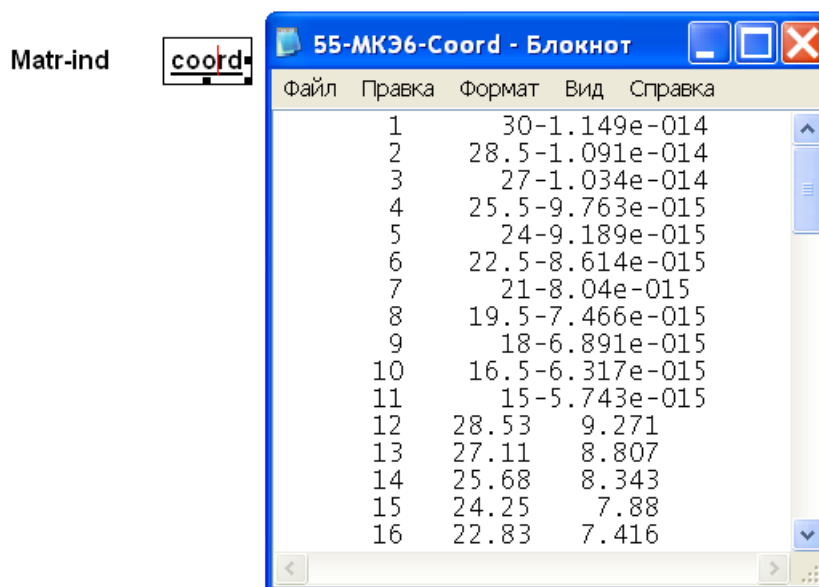 Matr-ind
coord
55-МКЭ6-Coord - Блокнот
Файл Правка Формат Вид Справка
1 30-1.149e-014
2 28.5-1.091e-014
3 27-1.034e-014
4 25.5-9.763e-015
5 24-9.189e-015
6 22.5-8.614e-015
7 21-8.04e-015
8 19.5-7.466e-015
9 18-6.891e-015
10 16.5-6.317e-015
11 15-5.743e-015
12 28.53 9.271
13 27.11 8.807
14 25.68 8.343
15 24.25 7.88
16 22.83 7.416